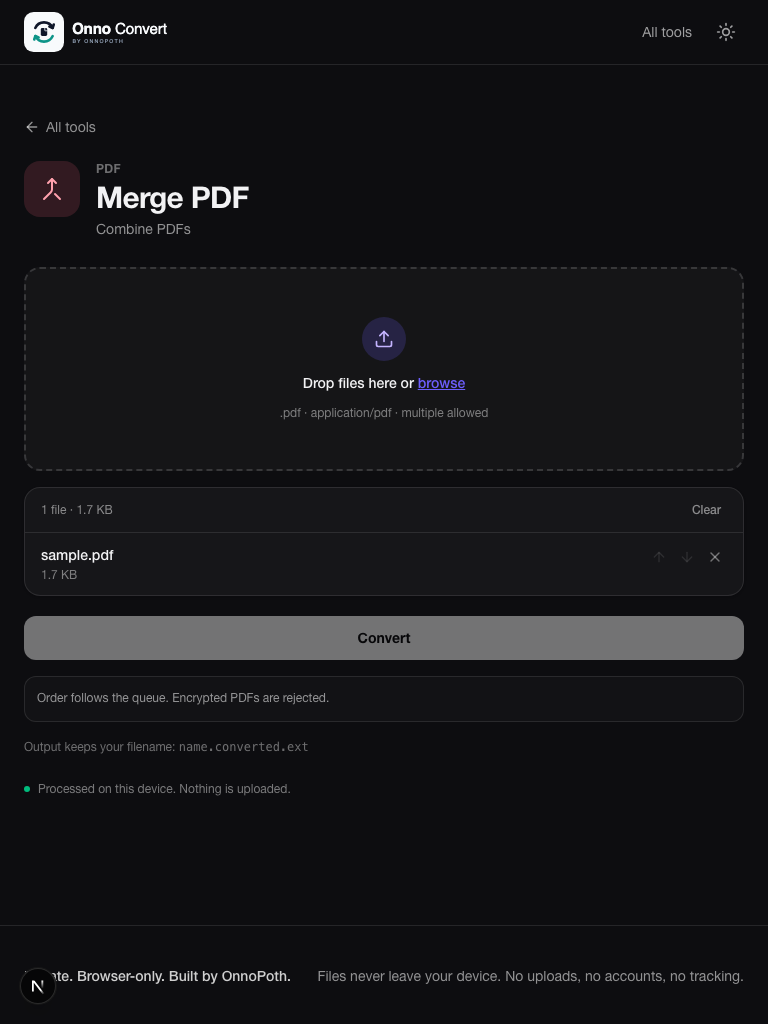 Onno Convert
BY ONNOPOTH
All tools
All tools
PDF
Merge PDF
Combine PDFs
Drop files here or browse
.pdf · application/pdf · multiple allowed
1 file · 1.7 KB
Clear
sample.pdf
1.7 KB
Convert
Order follows the queue. Encrypted PDFs are rejected.
Output keeps your filename: name.converted.ext
Processed on this device. Nothing is uploaded.
Browser-only. Built by OnnoPoth.
Files never leave your device. No uploads, no accounts, no tracking.
N